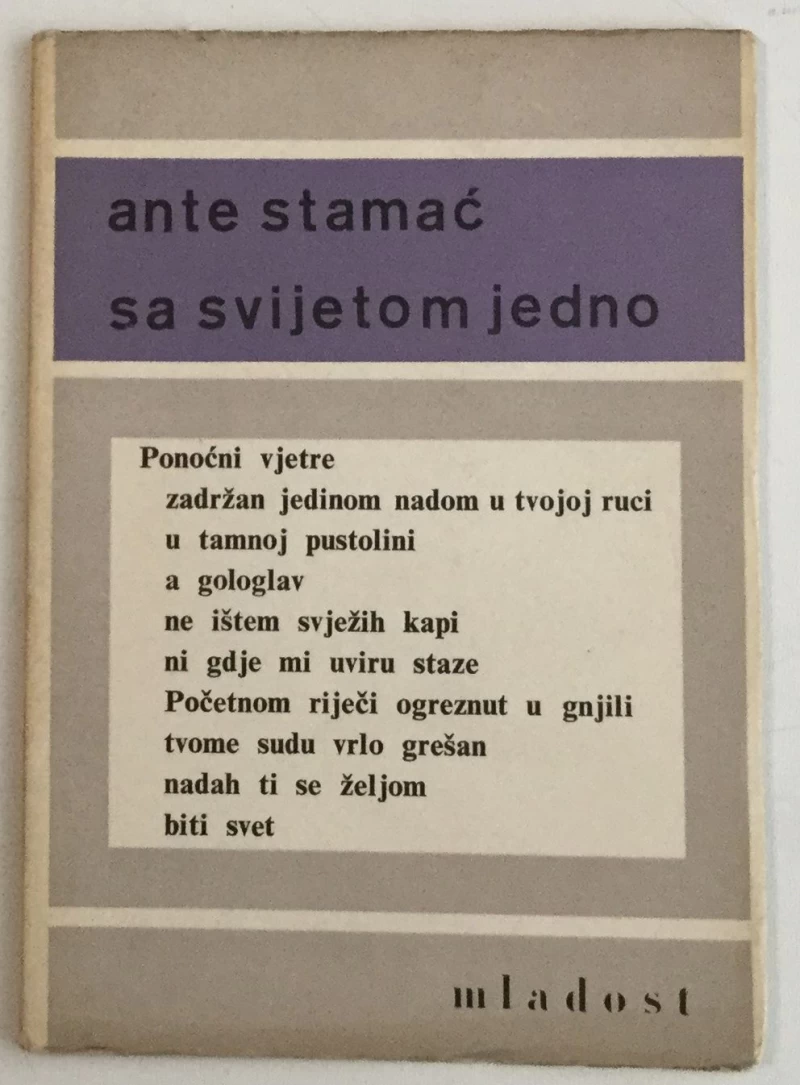 ante stamać
sa svijetom jedno
Ponoćni vjetre
zadržan jedinom nadom u tvojoj ruci
u tamnoj pustolini
a gologlav
ne ištem svježih kapi
ni gdje mi uviru staze
Početnom riječi ogreznut u gnjili
tvome sudu vrlo grešan
nadah ti se željom
biti svet
mladost